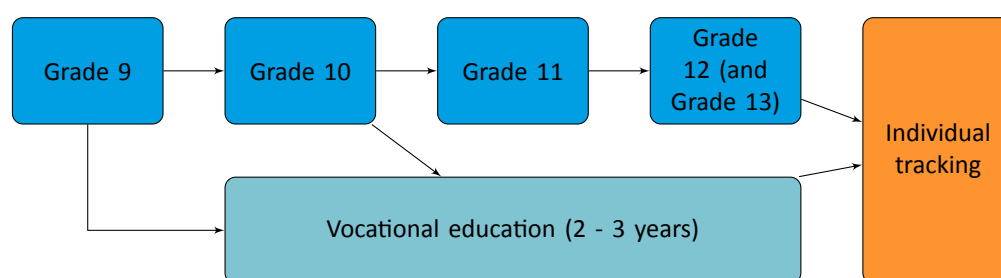 Grade 9
Grade 10
Grade 11
Grade
12 (and
Grade 13)
Individual
tracking
Vocational education (2 - 3 years)